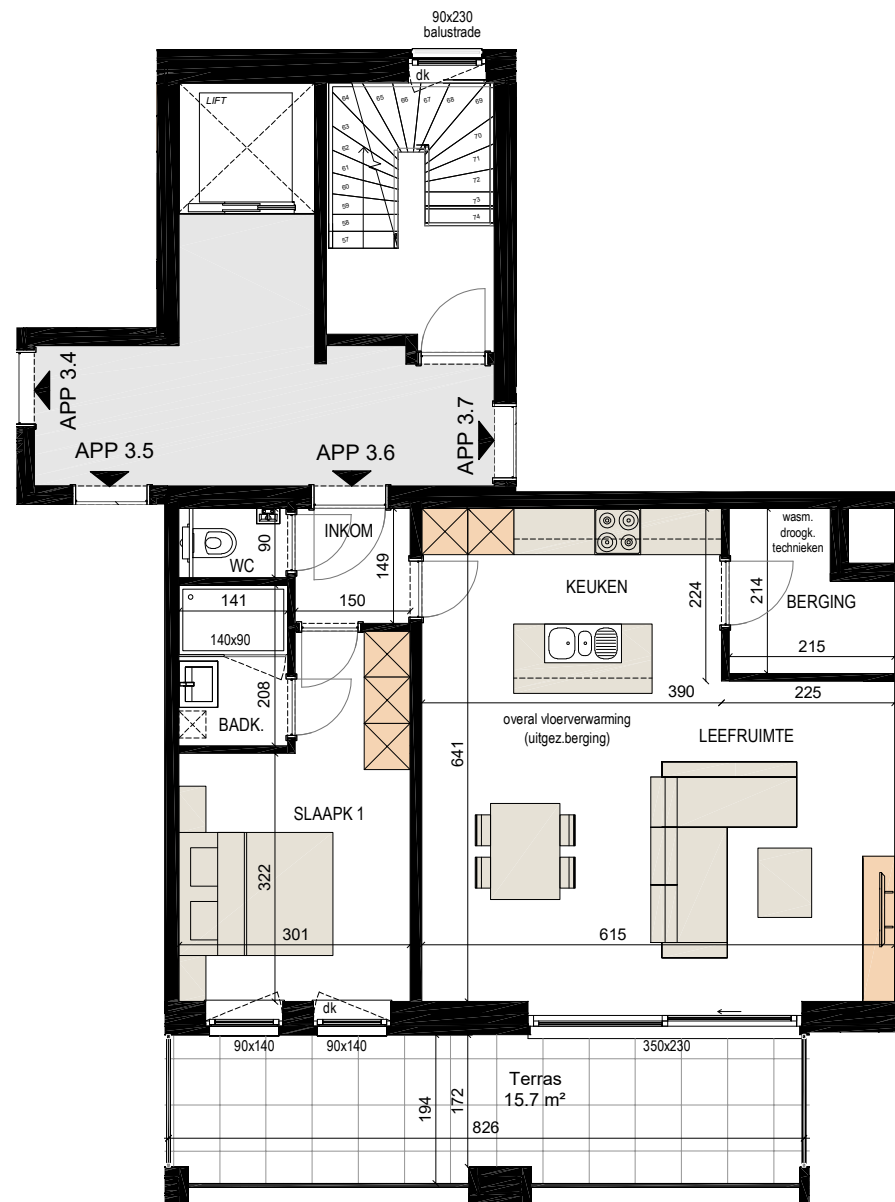 90x230
balustrade
dk
LIFT
64
65
66
67
68
69
63
62
61
60
59
58
57
70
71
72
73
74
APP 3.4
APP 3.5
APP 3.6
APP 3.7
WC
90
INKOM
149
141
150
140x90
208
BADK.
KEUKEN
224
wasm.
droogk.
technieken
214
BERGING
215
390
225
overal vloerverwarming
(uitgez.berging)
LEEFRUIMTE
641
SLAAPK 1
322
301
615
dk
90x140
90x140
350x230
Terras
15.7 m²
194
172
826